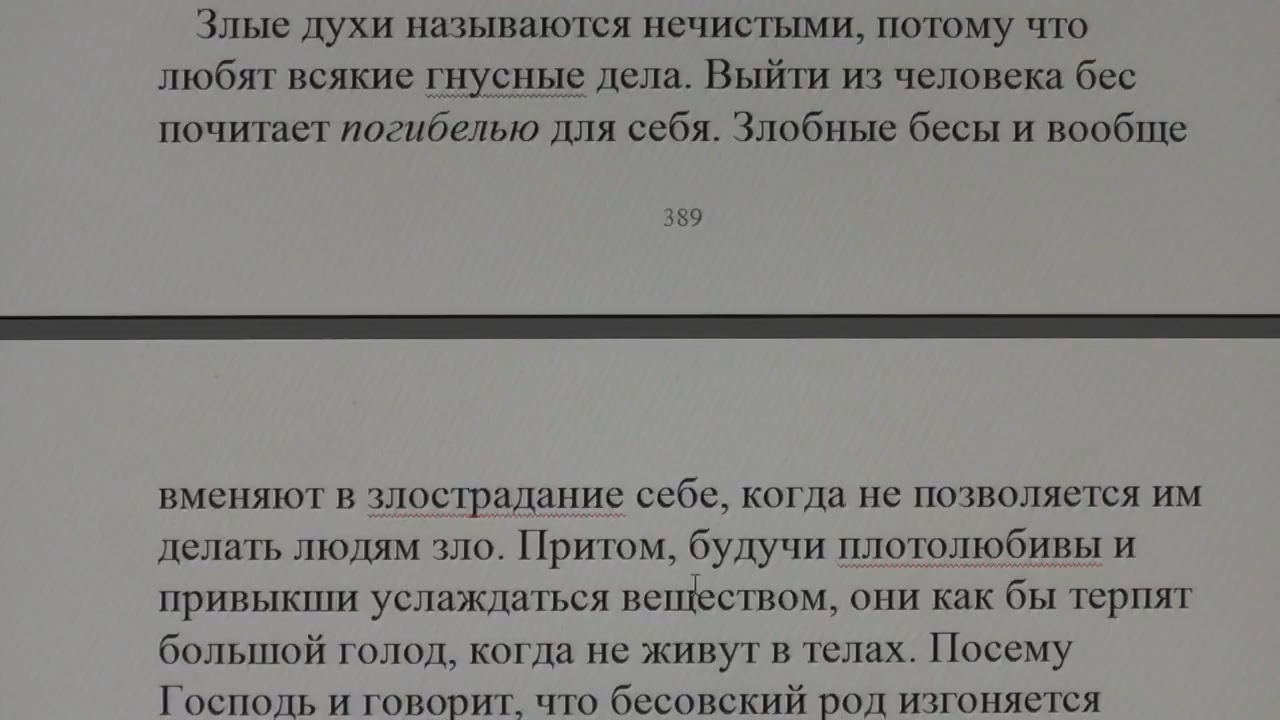 Злые духи называются нечистыми, потому что
любят всякие гнусные дела. Выйти из человека бес
почитает погибелью для себя. Злобные бесы и вообще
389
вменяют в злострадание себе, когда не позволяется им
делать людям зло. Притом, будучи плотолюбивы и
привыкши услаждаться веществом, они как бы терпят
большой голод, когда не живут в телах. Посему
Господь и говорит, что бесовский род изгоняется